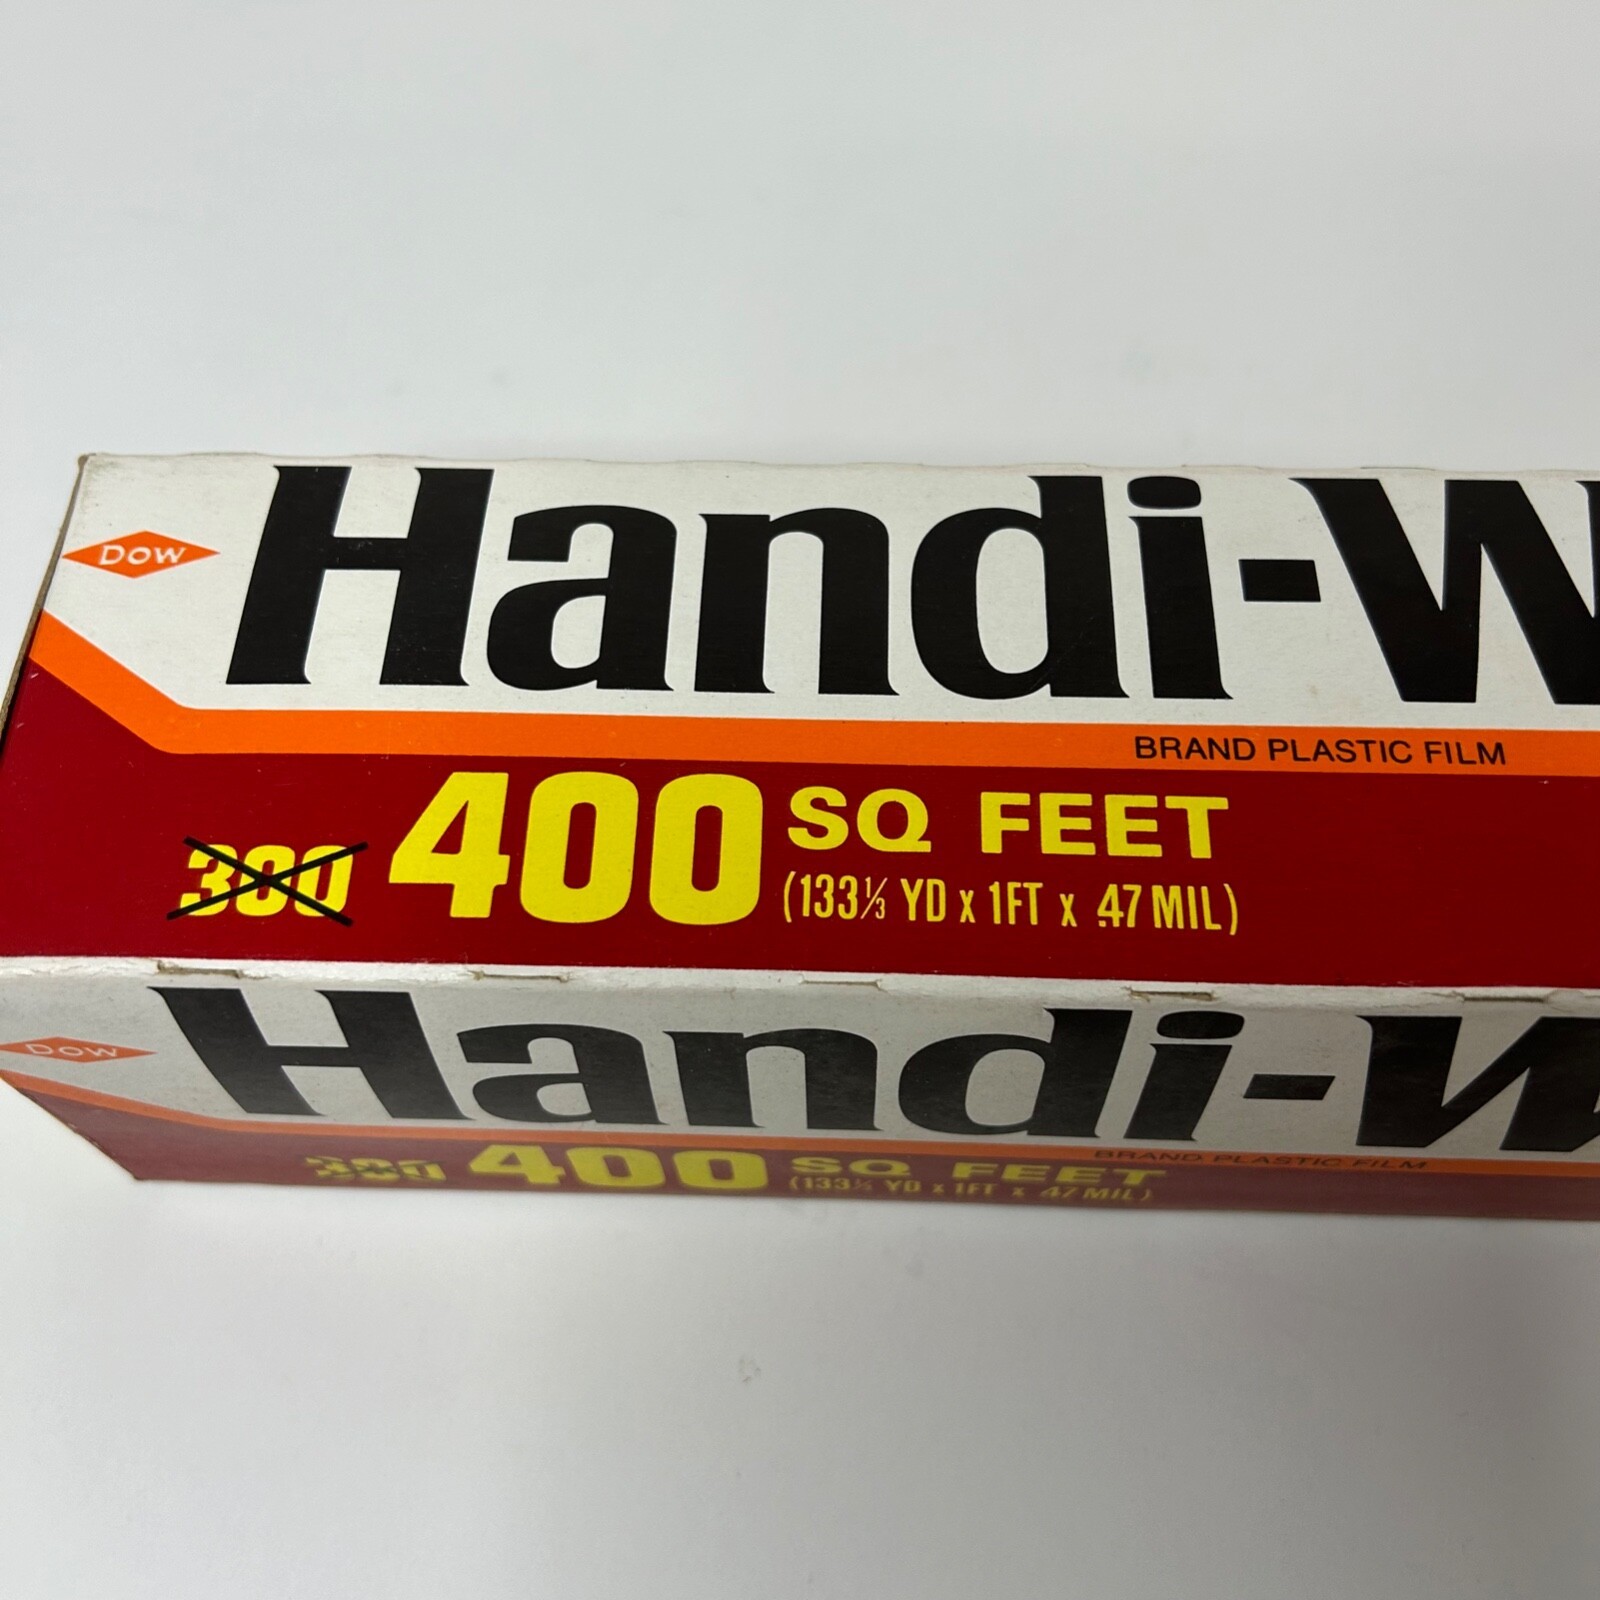 DOW
Handi-W
BRAND PLASTIC FILM
300 400 SQ FEET
(133⅓ YD x 1FT x .47 MIL)
DOW
Handi-W
BRAND PLASTIC FILM
300 400 SQ FEET
(133⅓ YD x 1FT x .47 MIL)